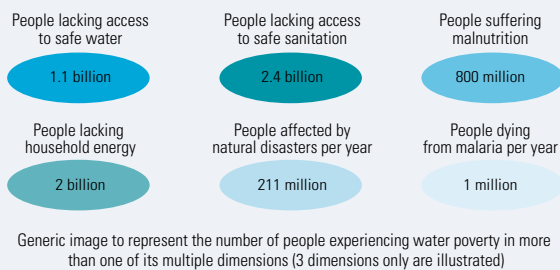 People lacking access
to safe water
1.1 billion
People lacking access
to safe sanitation
2.4 billion
People suffering
malnutrition
800 million
People lacking
household energy
2 billion
People affected by
natural disasters per year
211 million
People dying
from malaria per year
1 million
Generic image to represent the number of people experiencing water poverty in more
than one of its multiple dimensions (3 dimensions only are illustrated)